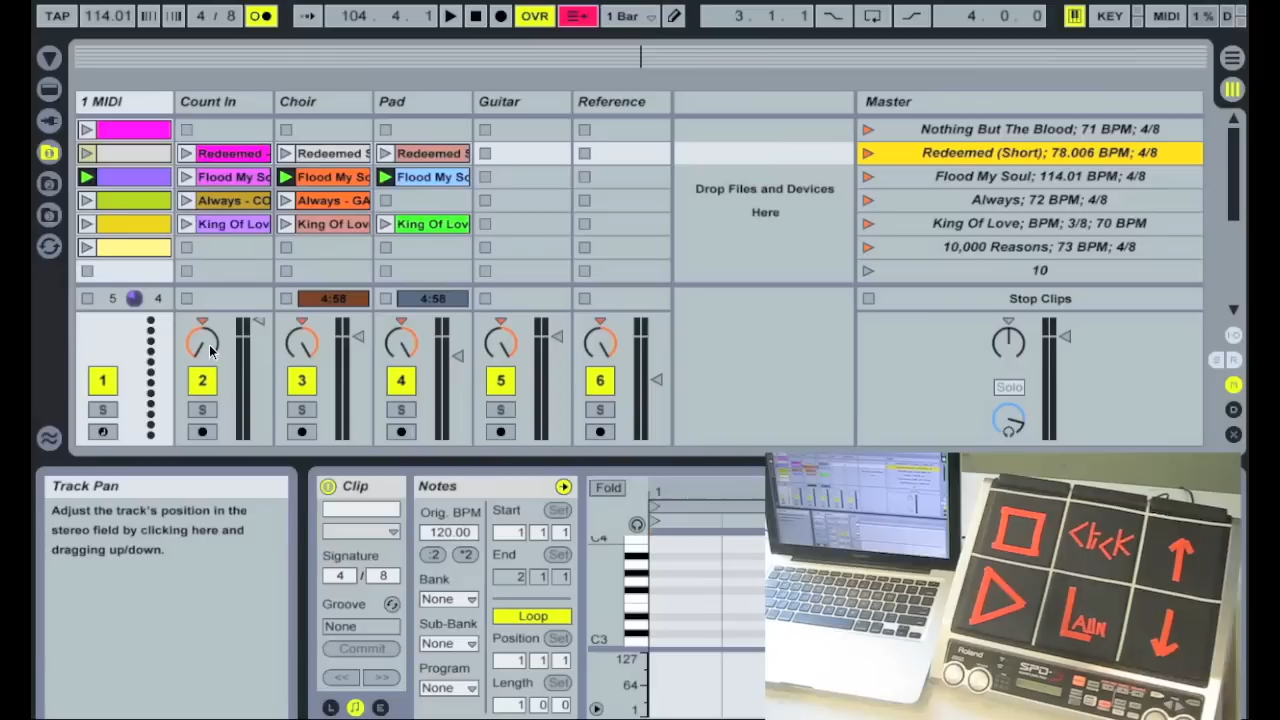 TAP 114.01 4 / 8 104. 4. 1 OVR 1 Bar 3. 1. 1 4. 0. 0 KEY MIDI 1 % D
1 MIDI Count In Choir Pad Guitar Reference Master
Nothing But The Blood; 71 BPM; 4/8
Redeemed - Redeemed S Redeemed S Redeemed (Short); 78.006 BPM; 4/8
Flood My So Flood My So Flood My So Flood My Soul; 114.01 BPM; 4/8
Always - CO Always - GA Always; 72 BPM; 4/8
King Of Lov King Of Lov King Of Lov King Of Love; BPM; 3/8; 70 BPM
10,000 Reasons; 73 BPM; 4/8
10
Drop Files and Devices
Here
5 4 4:58 4:58 Stop Clips
1 2 3 4 5 6 Solo
S S S S S S
Track Pan
Adjust the track's position in the
stereo field by clicking here and
dragging up/down.
Clip
Signature
4 / 8
Groove
None
Commit
<< >>
L E
Notes
Orig. BPM
120.00
:2 *2
Bank
None
Sub-Bank
None
Program
None
Start Set
1 1 1
End Set
2 1 1
Loop
Position Set
1 1 1
Length Set
1 0 0
Fold
1
C4
C3
127
64
1
CLICK
LAUN
Roland
SPD-S